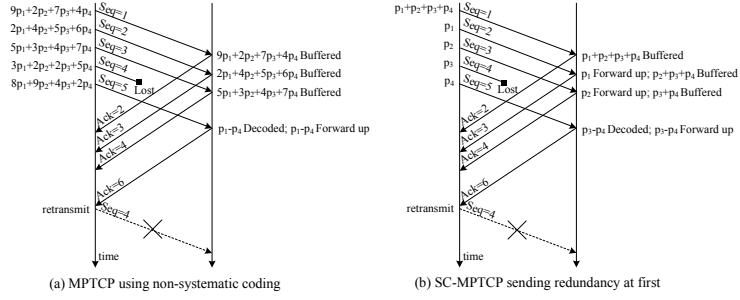 9p₁+2p₂+7p₃+4p₄
2p₁+4p₂+5p₃+6p₄
5p₁+3p₂+4p₃+7p₄
3p₁+2p₂+2p₃+5p₄
8p₁+9p₂+4p₃+2p₄
Seq=1
Seq=2
Seq=3
Seq=4
Seq=5
Lost
9p₁+2p₂+7p₃+4p₄ Buffered
2p₁+4p₂+5p₃+6p₄ Buffered
5p₁+3p₂+4p₃+7p₄ Buffered
Ack=2
Ack=3
Ack=4
p₁-p₄ Decoded; p₁-p₄ Forward up
Ack=6
retransmit
Seq=4
time
(a) MPTCP using non-systematic coding
p₁+p₂+p₃+p₄
p₁
p₂
p₃
p₄
Seq=1
Seq=2
Seq=3
Seq=4
Seq=5
Lost
p₁+p₂+p₃+p₄ Buffered
p₁ Forward up; p₂+p₃+p₄ Buffered
p₂ Forward up; p₃+p₄ Buffered
Ack=2
Ack=3
Ack=4
p₃-p₄ Decoded; p₃-p₄ Forward up
Ack=6
retransmit
Seq=4
time
(b) SC-MPTCP sending redundancy at first